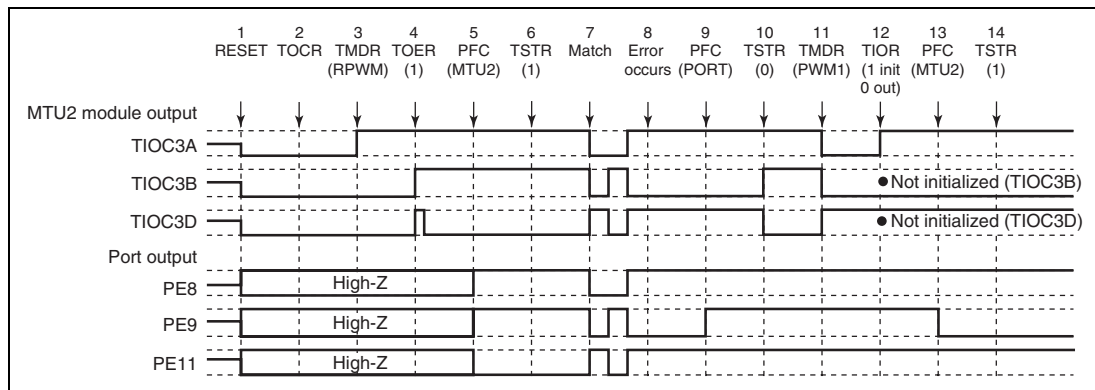 1 2 3 4 5 6 7 8 9 10 11 12 13 14
RESET TOCR TMDR TOER PFC TSTR Match Error PFC TSTR TMDR TIOR PFC TSTR
(RPWM) (1) (MTU2) (1) occurs (PORT) (0) (PWM1) (1 init (MTU2) (1)
0 out)
MTU2 module output
TIOC3A
TIOC3B
● Not initialized (TIOC3B)
TIOC3D
● Not initialized (TIOC3D)
Port output
PE8
High-Z
PE9
High-Z
PE11
High-Z